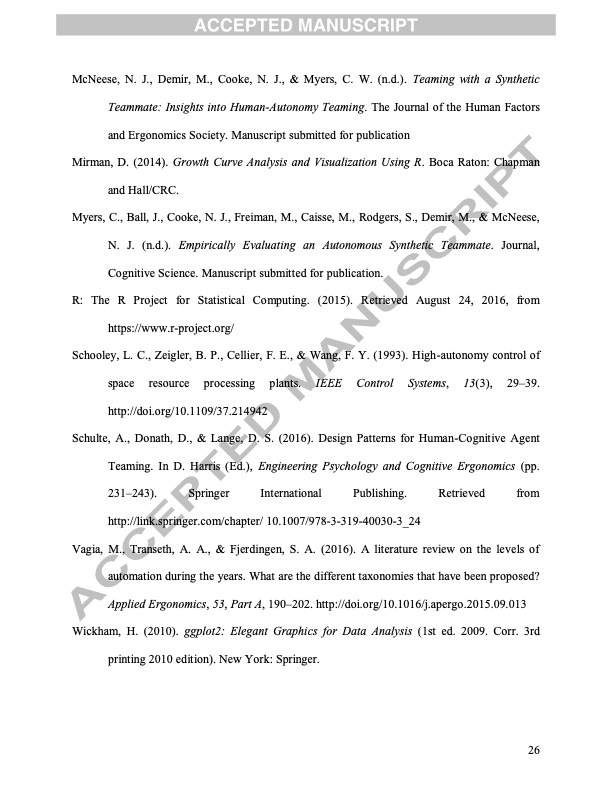 ACCEPTED MANUSCRIPT
McNeese, N. J., Demir, M., Cooke, N. J., & Myers, C. W. (n.d.). Teaming with a Synthetic
Teammate: Insights into Human-Autonomy Teaming. The Journal of the Human Factors
and Ergonomics Society. Manuscript submitted for publication
Mirman, D. (2014). Growth Curve Analysis and Visualization Using R. Boca Raton: Chapman
and Hall/CRC.
Myers, C., Ball, J., Cooke, N. J., Freiman, M., Caisse, M., Rodgers, S., Demir, M., & McNeese,
N. J. (n.d.). Empirically Evaluating an Autonomous Synthetic Teammate. Journal,
Cognitive Science. Manuscript submitted for publication.
R: The R Project for Statistical Computing. (2015). Retrieved August 24, 2016, from
https://www.r-project.org/
Schooley, L. C., Zeigler, B. P., Cellier, F. E., & Wang, F. Y. (1993). High-autonomy control of
space resource processing plants. IEEE Control Systems, 13(3), 29–39.
http://doi.org/10.1109/37.214942
Schulte, A., Donath, D., & Lange, D. S. (2016). Design Patterns for Human-Cognitive Agent
Teaming. In D. Harris (Ed.), Engineering Psychology and Cognitive Ergonomics (pp.
231–243). Springer International Publishing. Retrieved from
http://link.springer.com/chapter/ 10.1007/978-3-319-40030-3_24
Vagia, M., Transeth, A. A., & Fjerdingen, S. A. (2016). A literature review on the levels of
automation during the years. What are the different taxonomies that have been proposed?
Applied Ergonomics, 53, Part A, 190–202. http://doi.org/10.1016/j.apergo.2015.09.013
Wickham, H. (2010). ggplot2: Elegant Graphics for Data Analysis (1st ed. 2009. Corr. 3rd
printing 2010 edition). New York: Springer.
ACCEPTED MANUSCRIPT
26